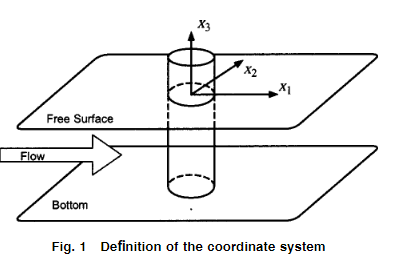 X3
X2
X1
Free Surface
Flow
Bottom
Fig. 1 Definition of the coordinate system